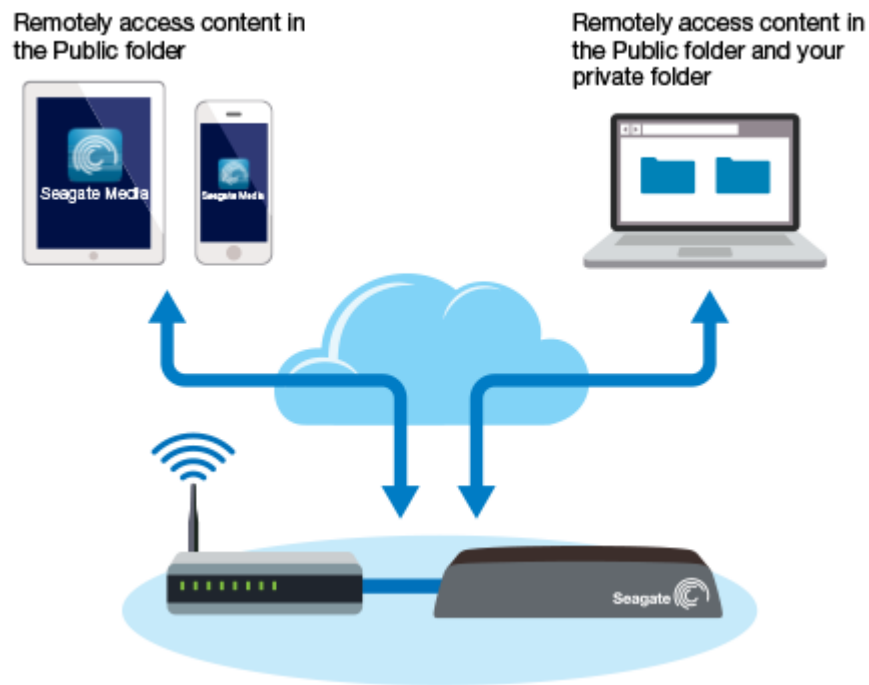 Remotely access content in
the Public folder
Remotely access content in
the Public folder and your
private folder
Seagate Media
Seagate Media
Seagate